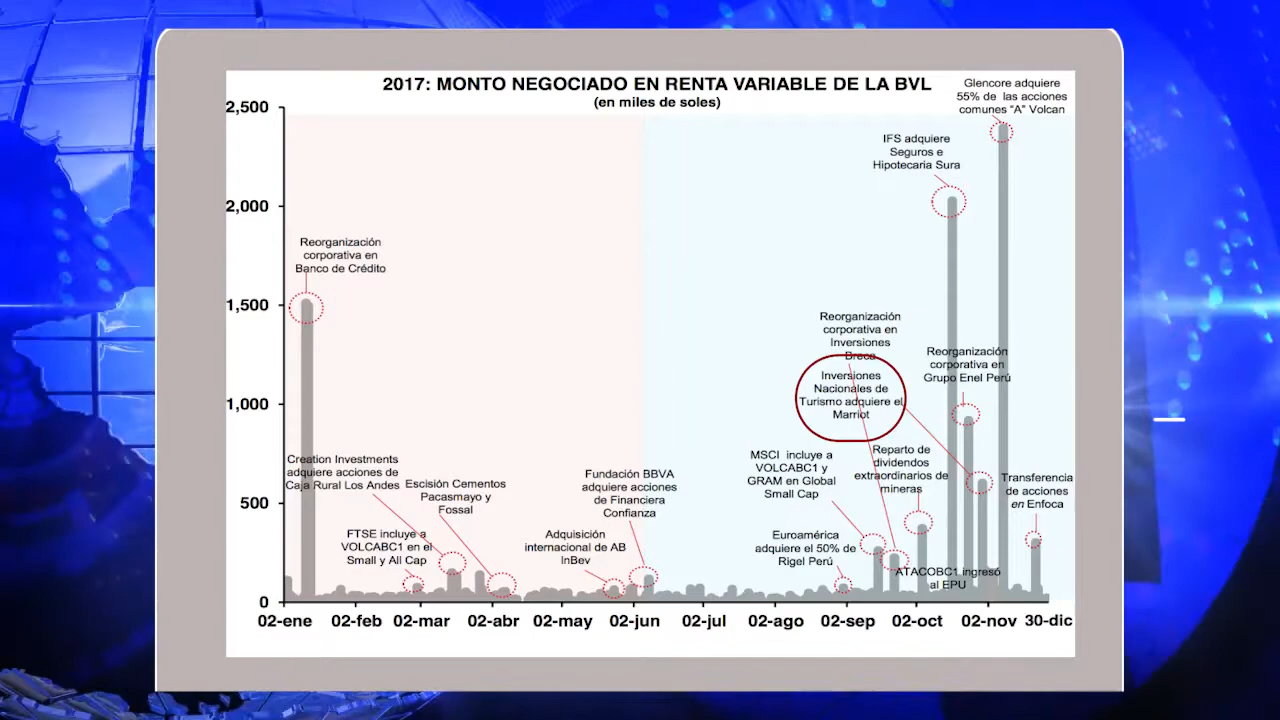 2017: MONTO NEGOCIADO EN RENTA VARIABLE DE LA BVL
(en miles de soles)
Glencore adquiere
55% de las acciones
comunes "A" Volcan
IFS adquiere
Seguros e
Hipotecaria Sura
Reorganización
corporativa en
Banco de Crédito
Reorganización
corporativa en
Inversiones
Breca
Inversiones
Nacionales de
Turismo adquiere el
Marriot
Reorganización
corporativa en
Grupo Enel Perú
Creation Investments
adquiere acciones de
Caja Rural Los Andes
Escisión Cementos
Pacasmayo y
Fossal
FTSE incluye a
VOLCABC1 en el
Small y All Cap
Fundación BBVA
adquiere acciones
de Financiera
Confianza
Adquisición
internacional de AB
InBev
MSCI incluye a
VOLCABC1 y
GRAM en Global
Small Cap
Reparto de
dividendos
extraordinarios de
mineras
Euroamérica
adquiere el 50% de
Rigel Perú
ATACOBC1 ingresó
al EPU
Transferencia
de acciones
en Enfoca
2,500
2,000
1,500
1,000
500
0
02-ene 02-feb 02-mar 02-abr 02-may 02-jun 02-jul 02-ago 02-sep 02-oct 02-nov 30-dic